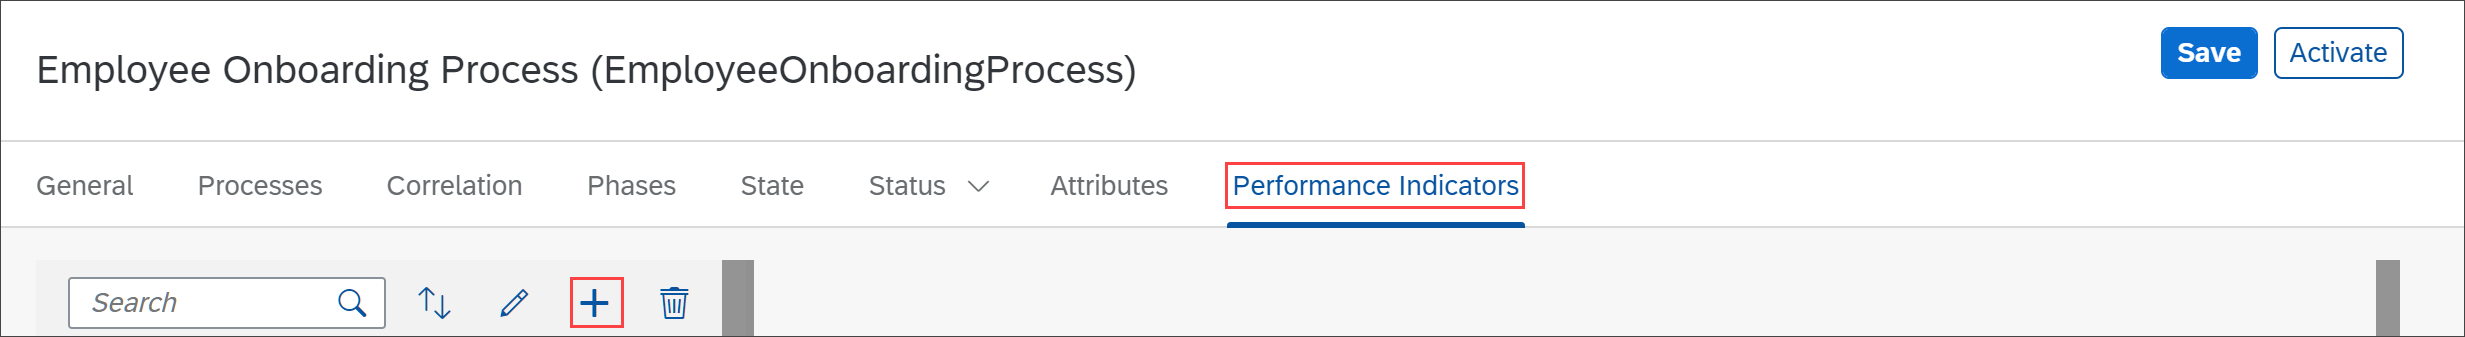 Employee Onboarding Process (EmployeeOnboardingProcess)
Save
Activate
General
Processes
Correlation
Phases
State
Status
Attributes
Performance Indicators
Search